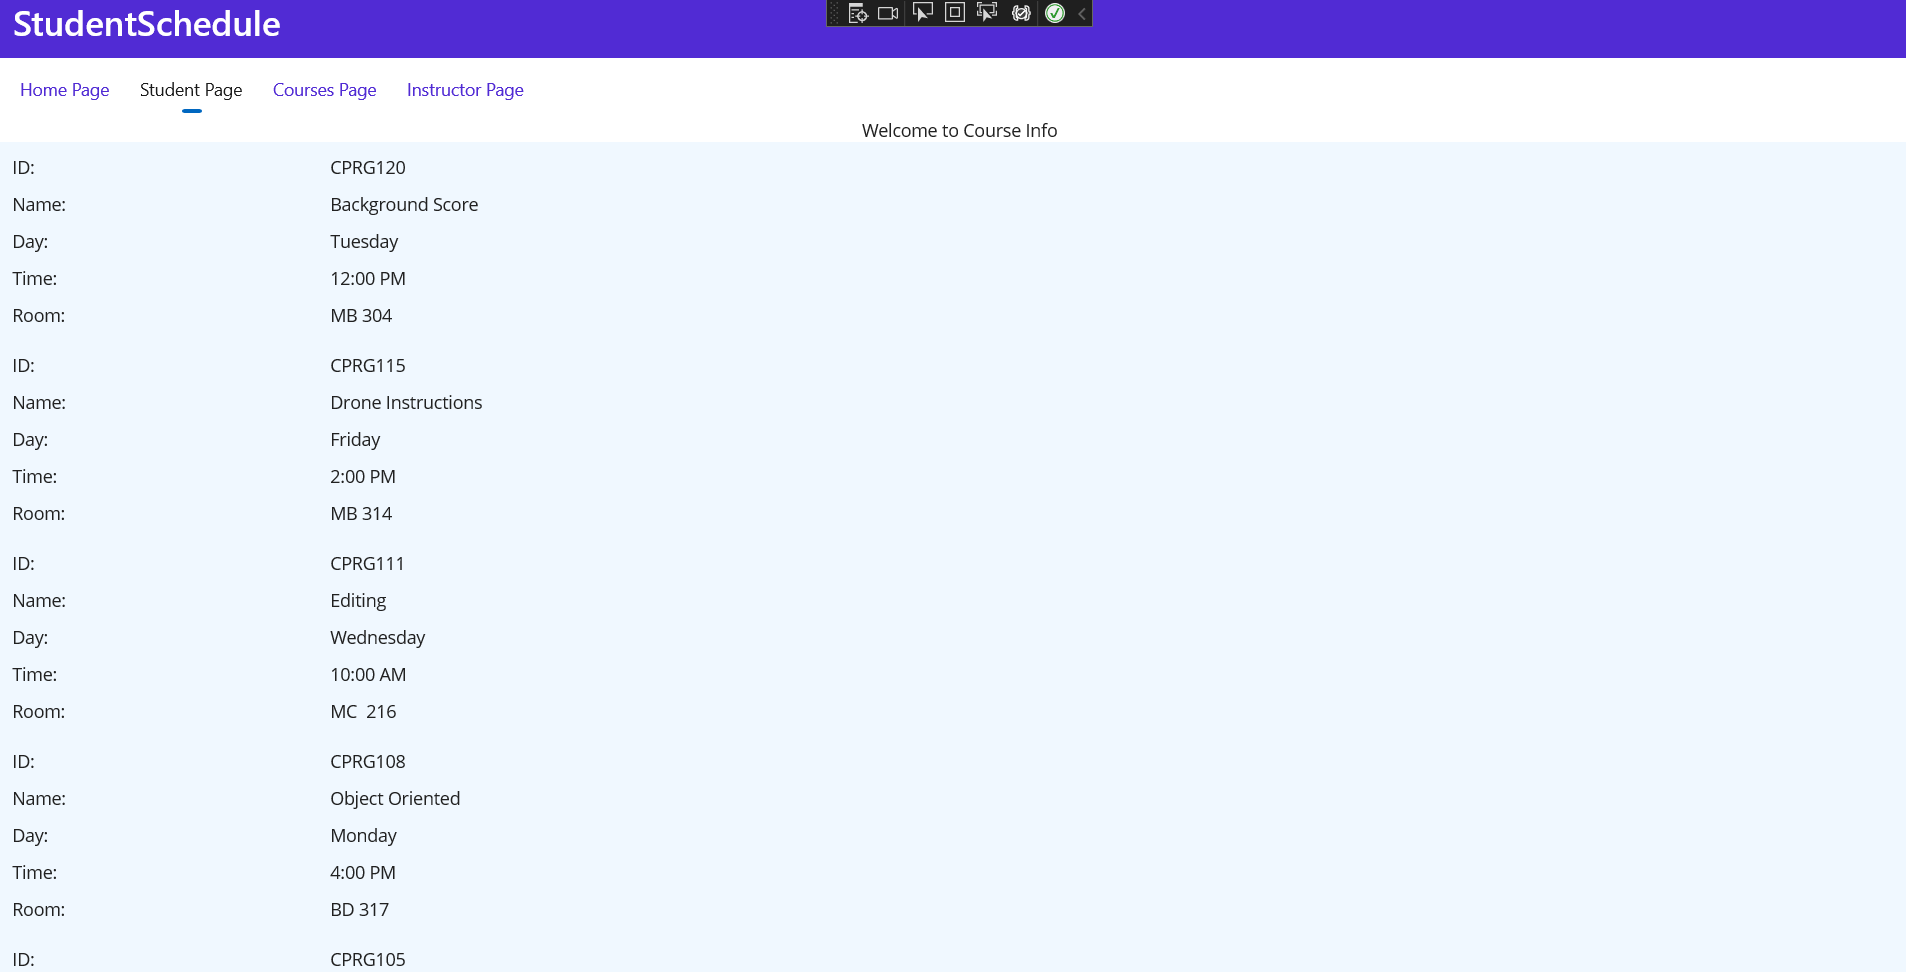 StudentSchedule
Home Page Student Page Courses Page Instructor Page
Welcome to Course Info
ID: CPRG120
Name: Background Score
Day: Tuesday
Time: 12:00 PM
Room: MB 304
ID: CPRG115
Name: Drone Instructions
Day: Friday
Time: 2:00 PM
Room: MB 314
ID: CPRG111
Name: Editing
Day: Wednesday
Time: 10:00 AM
Room: MC  216
ID: CPRG108
Name: Object Oriented
Day: Monday
Time: 4:00 PM
Room: BD 317
ID: CPRG105